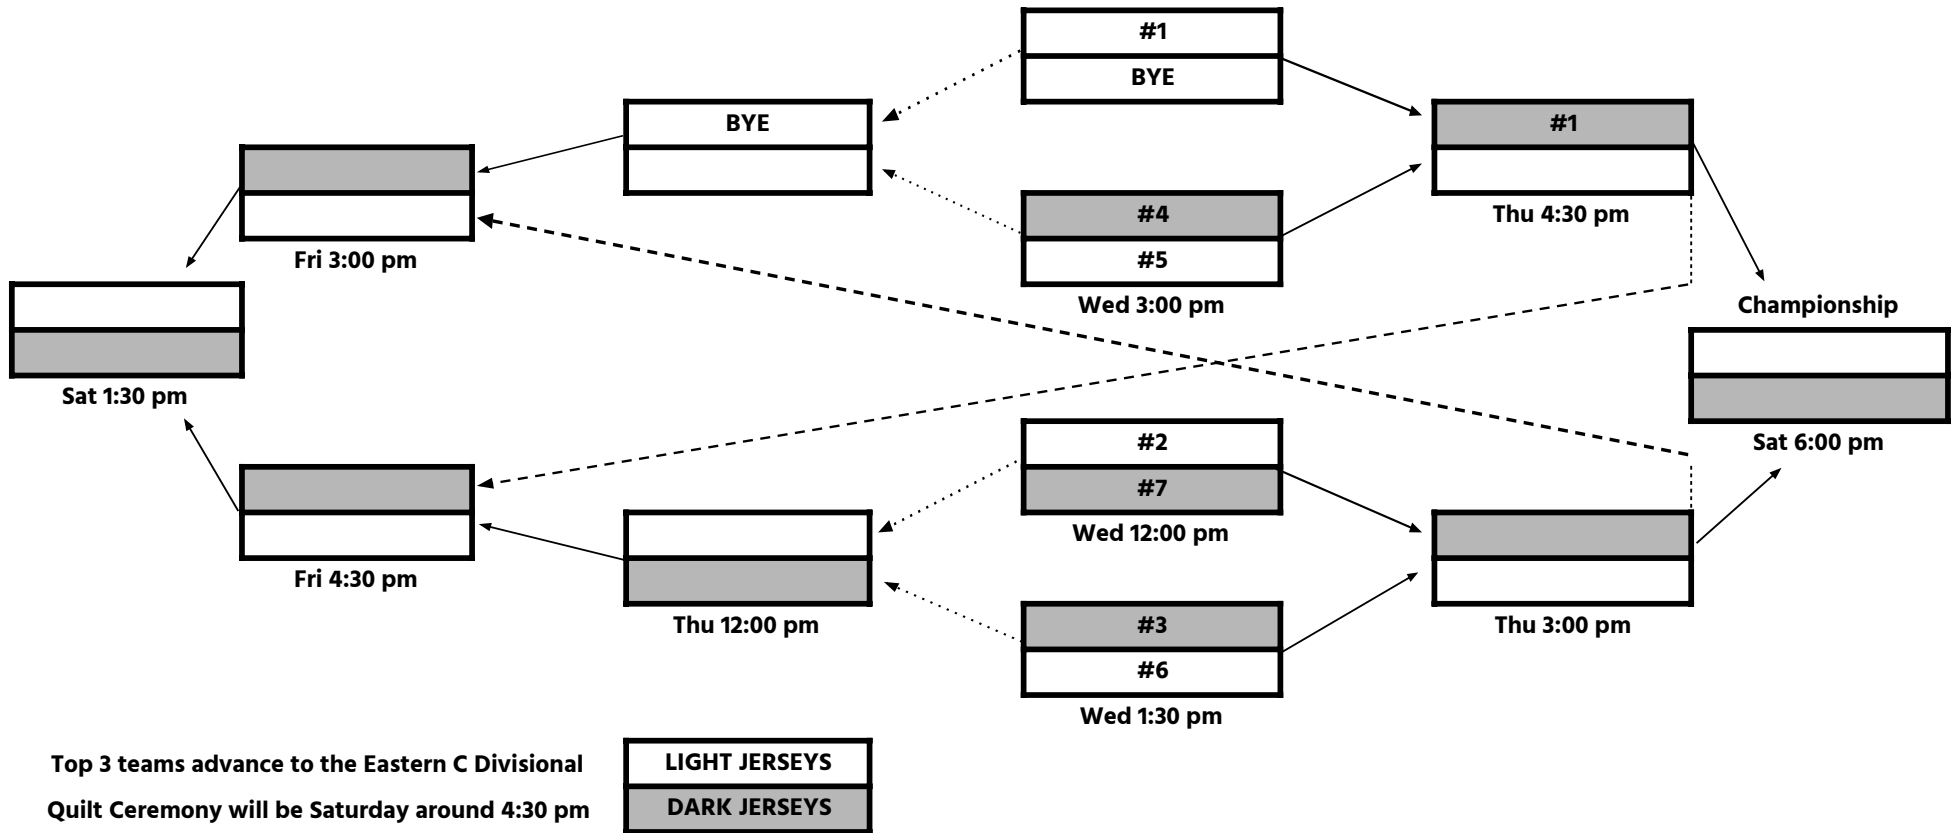 #1
BYE
BYE
#1
#4
#5
Thu 4:30 pm
Fri 3:00 pm
Wed 3:00 pm
Championship
Sat 1:30 pm
Sat 6:00 pm
#2
#7
Wed 12:00 pm
Fri 4:30 pm
Thu 12:00 pm
#3
#6
Thu 3:00 pm
Wed 1:30 pm
Top 3 teams advance to the Eastern C Divisional
Quilt Ceremony will be Saturday around 4:30 pm
LIGHT JERSEYS
DARK JERSEYS